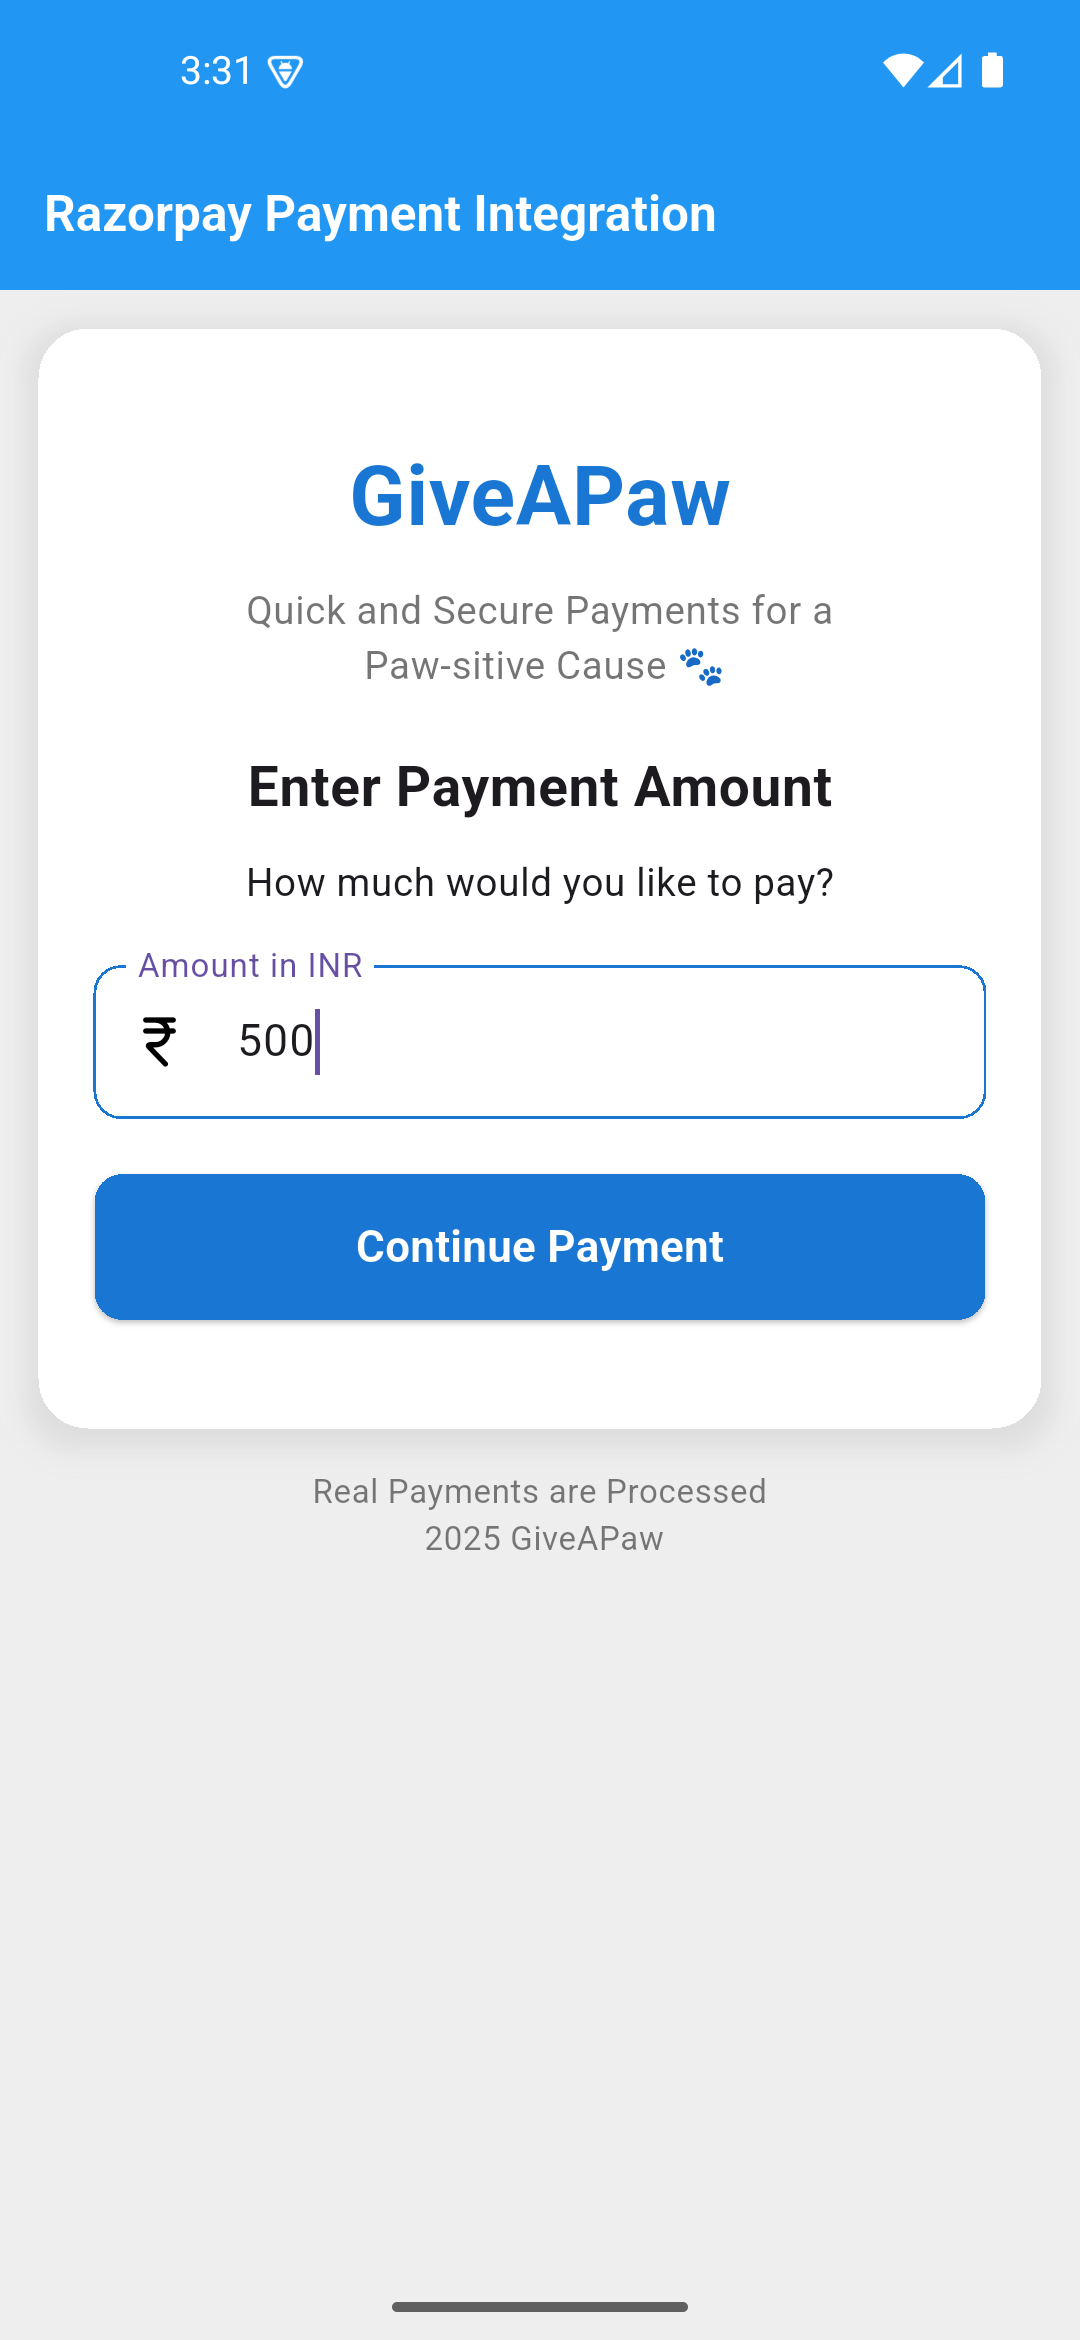 3:31
Razorpay Payment Integration
GiveAPaw
Quick and Secure Payments for a
Paw-sitive Cause 🐾
Enter Payment Amount
How much would you like to pay?
Amount in INR
₹ 500
Continue Payment
Real Payments are Processed
2025 GiveAPaw